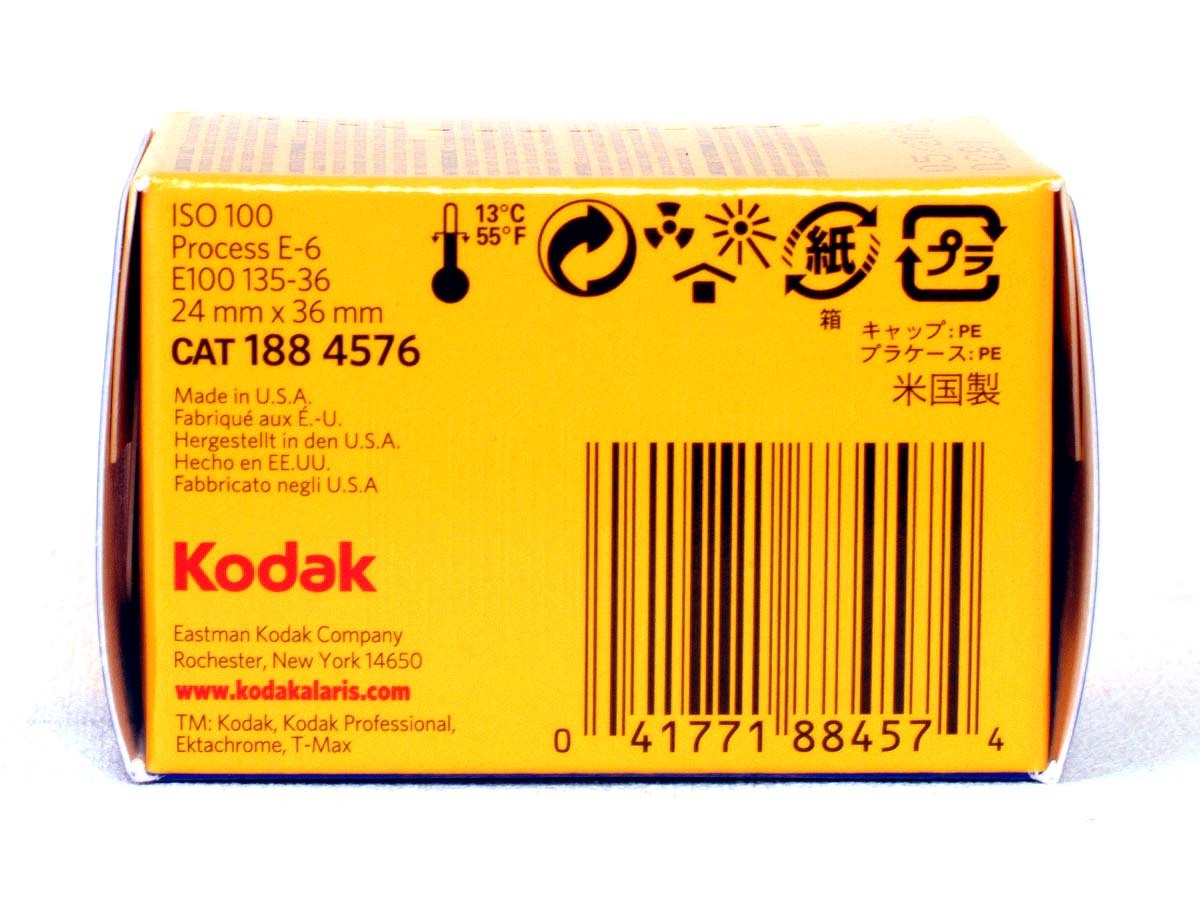 ISO 100
Process E-6
E100 135-36
24 mm x 36 mm
CAT 188 4576
13°C
55°F
紙
プラ
箱
キャップ: PE
プラケース: PE
米国製
Made in U.S.A.
Fabriqué aux É.-U.
Hergestellt in den U.S.A.
Hecho en EE.UU.
Fabbricato negli U.S.A
Kodak
Eastman Kodak Company
Rochester, New York 14650
www.kodakalaris.com
TM: Kodak, Kodak Professional,
Ektachrome, T-Max
0 41771 88457 4